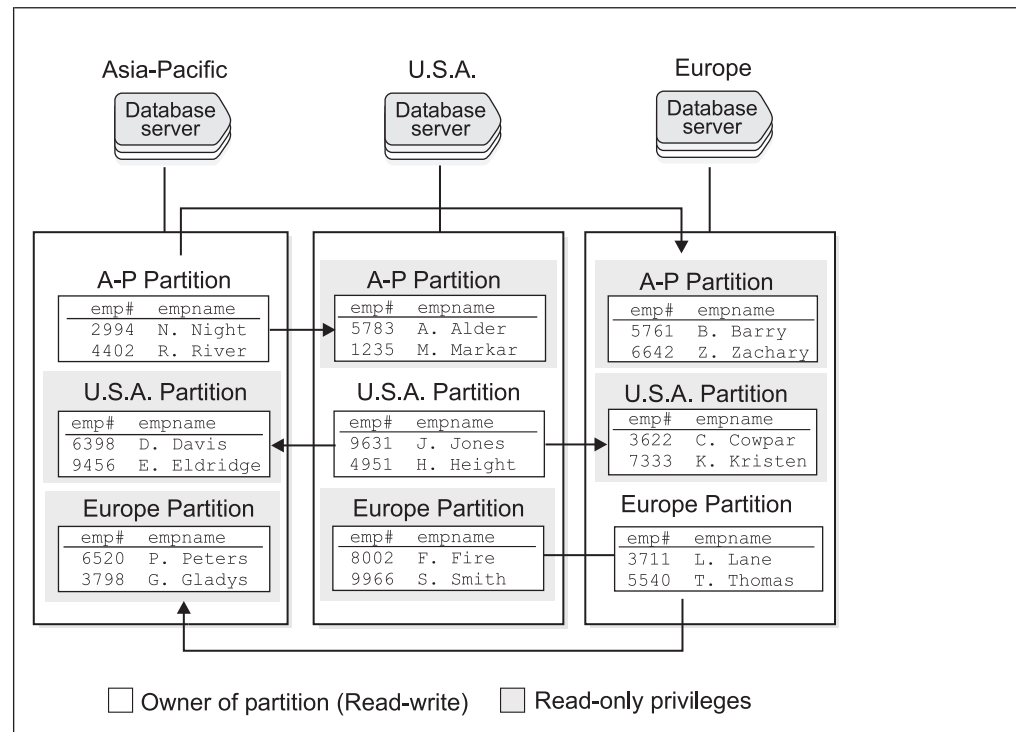 Asia-Pacific
U.S.A.
Europe
Database
server
Database
server
Database
server
A-P Partition
emp# empname
2994 N. Night
4402 R. River
U.S.A. Partition
emp# empname
6398 D. Davis
9456 E. Eldridge
Europe Partition
emp# empname
6520 P. Peters
3798 G. Gladys
A-P Partition
emp# empname
5783 A. Alder
1235 M. Markar
U.S.A. Partition
emp# empname
9631 J. Jones
4951 H. Height
Europe Partition
emp# empname
8002 F. Fire
9966 S. Smith
A-P Partition
emp# empname
5761 B. Barry
6642 Z. Zachary
U.S.A. Partition
emp# empname
3622 C. Cowpar
7333 K. Kristen
Europe Partition
emp# empname
3711 L. Lane
5540 T. Thomas
Owner of partition (Read-write)
Read-only privileges